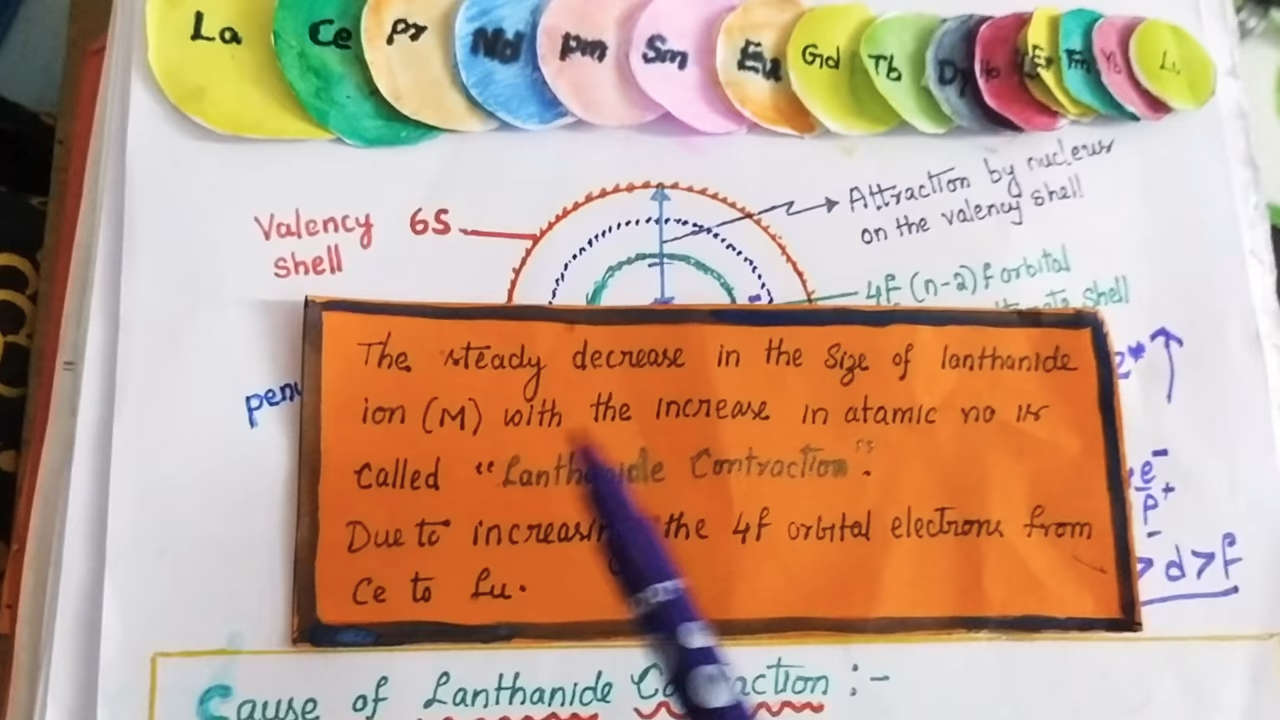 La Ce Pr Nd Pm Sm Eu Gd Tb Dy Ho Er Tm Yb Lu
Attraction by nucleus
on the valency shell
Valency 6S
shell
4f (n-2) f orbital
shell
The steady decrease in the Size of lanthanide
ion (M) with the increase in atamic no is
Called "Lanthanide Contraction".
Due to increasing the 4f orbital electrons from
Ce to Lu.
e-
P+
> d > f
Cause of Lanthanide Contraction :-